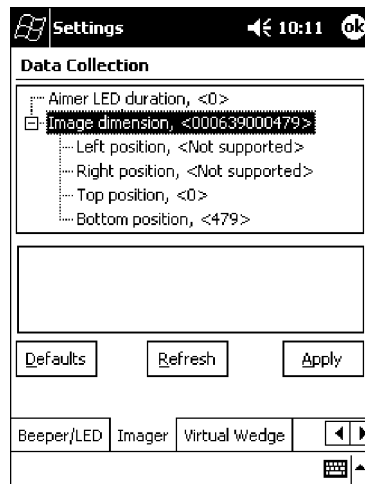 Settings 10:11 ok
Data Collection
Aimer LED duration, <0>
Image dimension, <000639000479>
Left position, <Not supported>
Right position, <Not supported>
Top position, <0>
Bottom position, <479>
Defaults Refresh Apply
Beeper/LED Imager Virtual Wedge